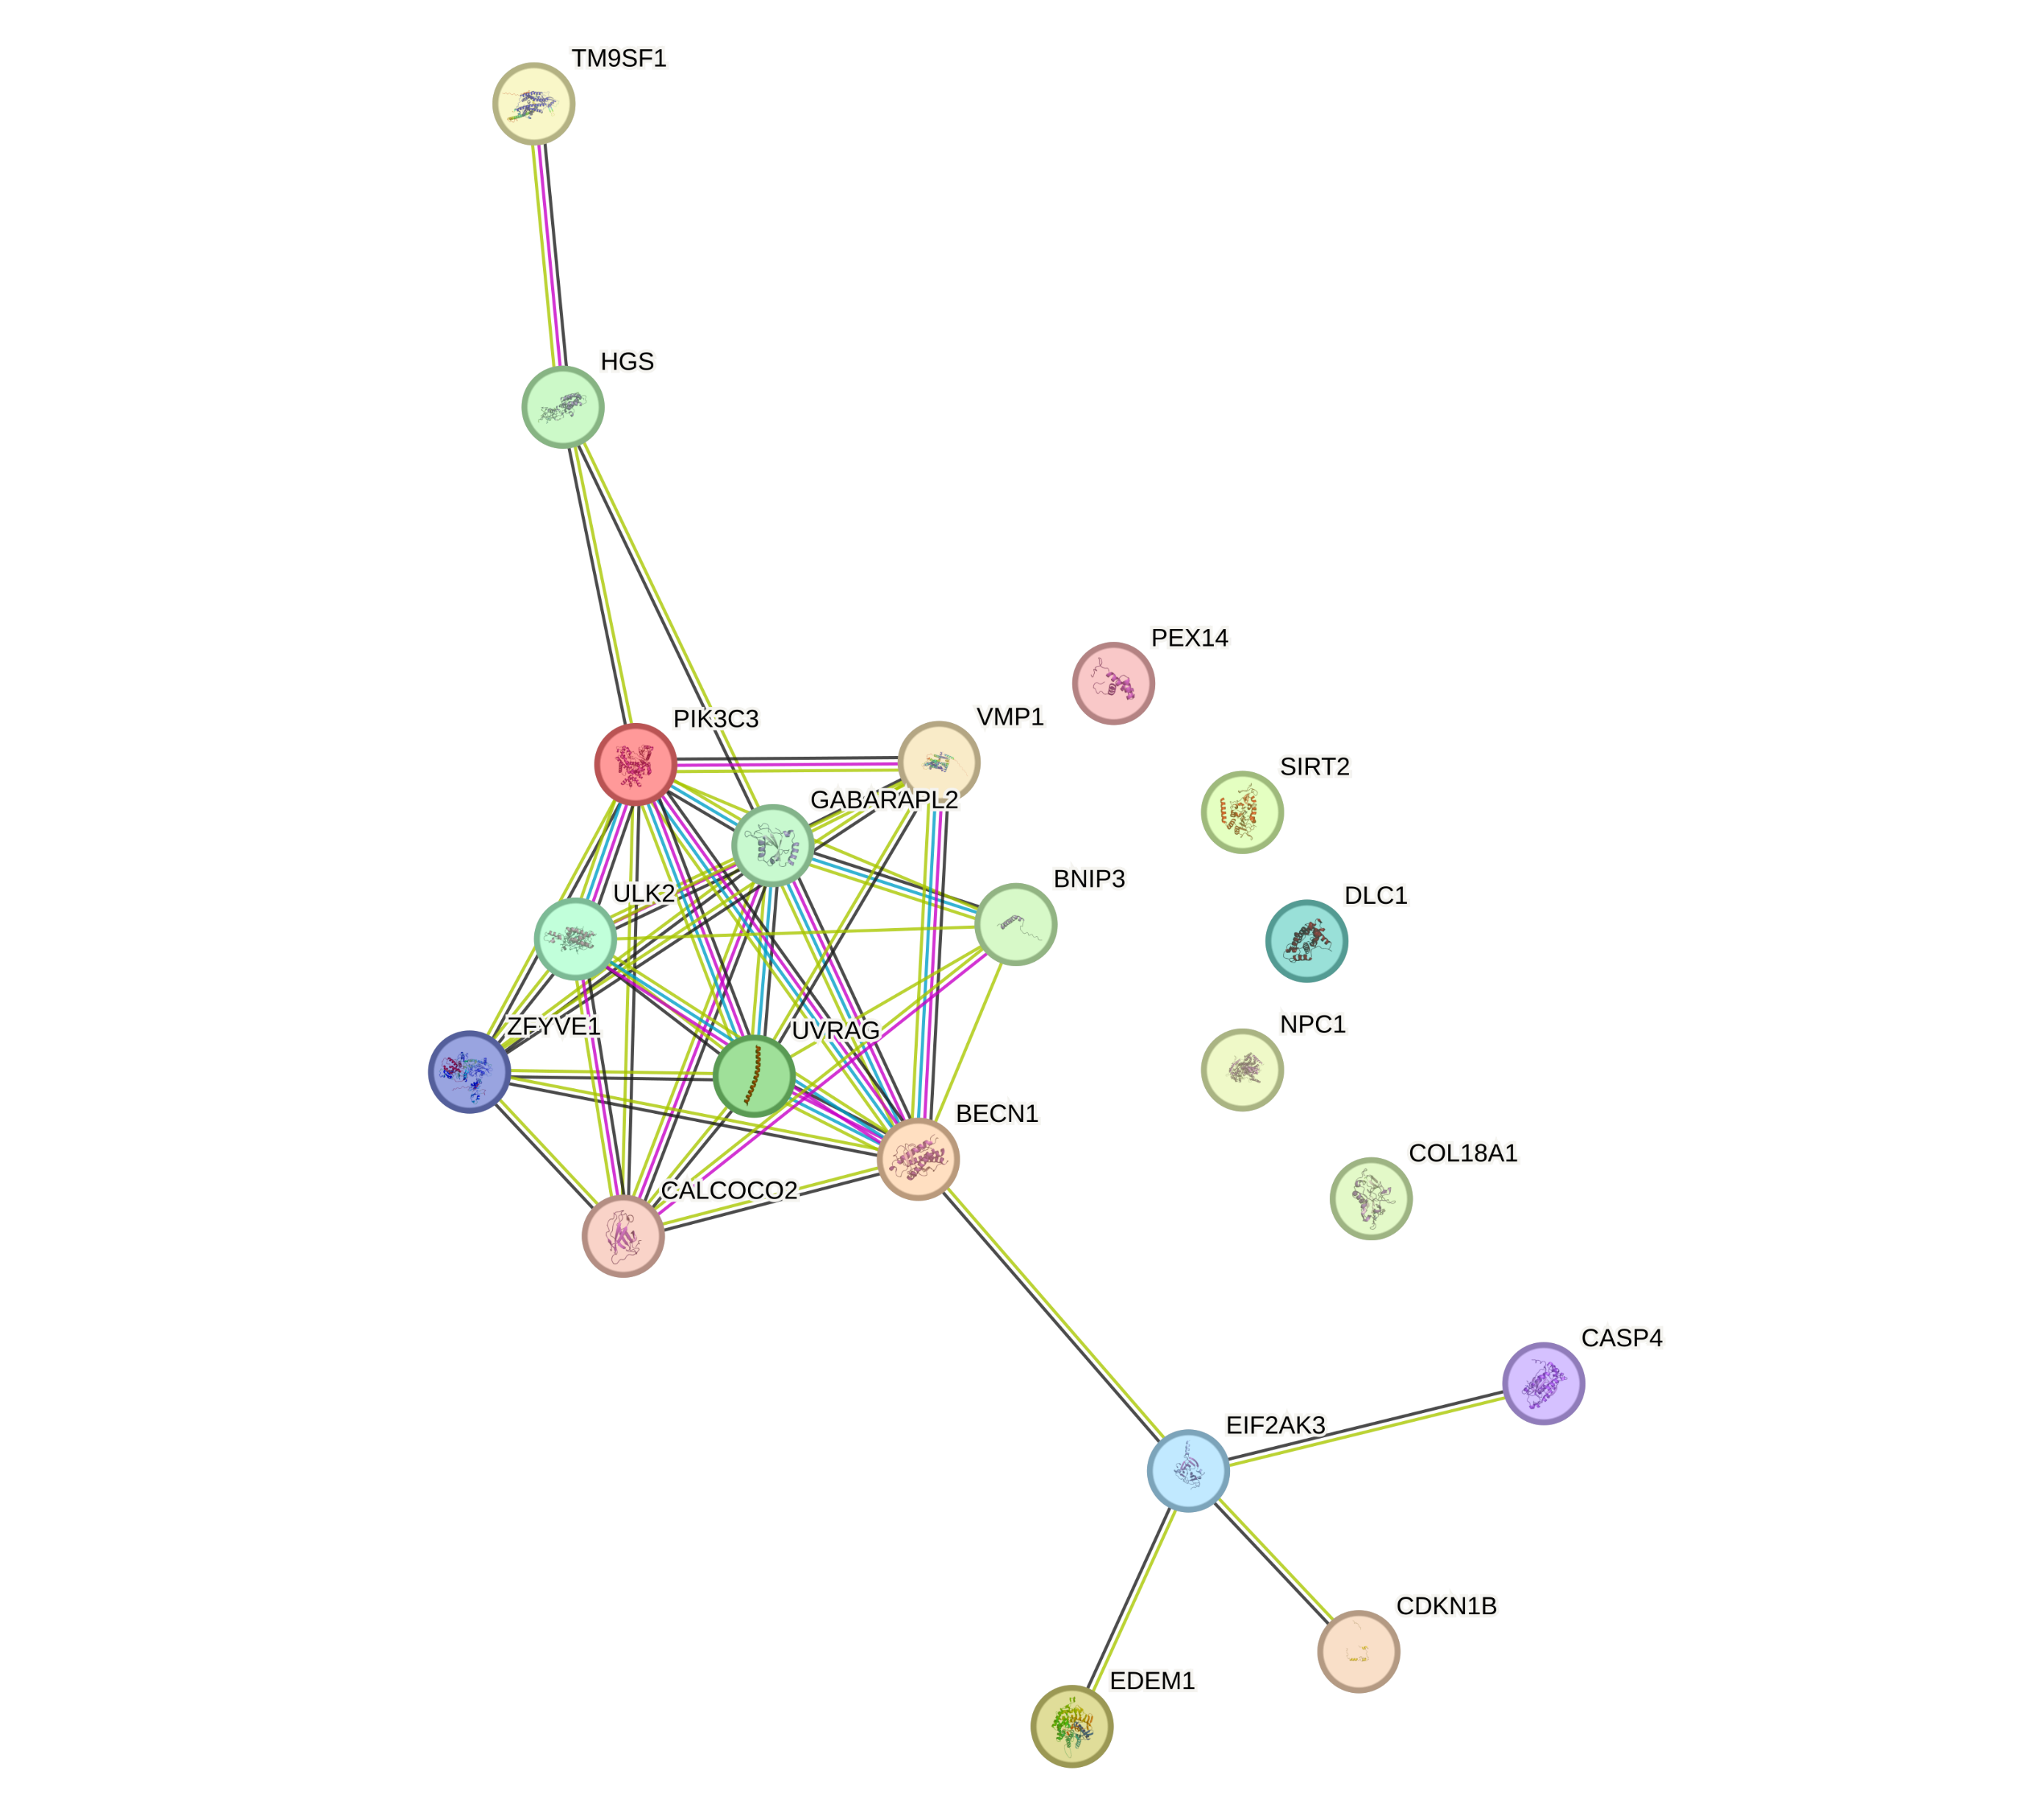 TM9SF1
HGS
PEX14
PIK3C3
VMP1
SIRT2
GABARAPL2
BNIP3
ULK2
DLC1
ZFYVE1
UVRAG
NPC1
BECN1
COL18A1
CALCOCO2
CASP4
EIF2AK3
CDKN1B
EDEM1